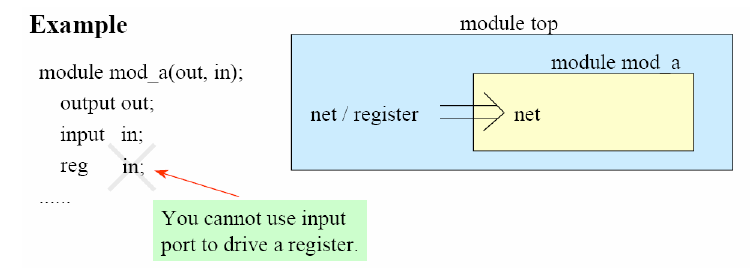 Example
module mod_a(out, in);
output out;
input in;
reg in;
......
You cannot use input
port to drive a register.
module top
module mod_a
net / register
net